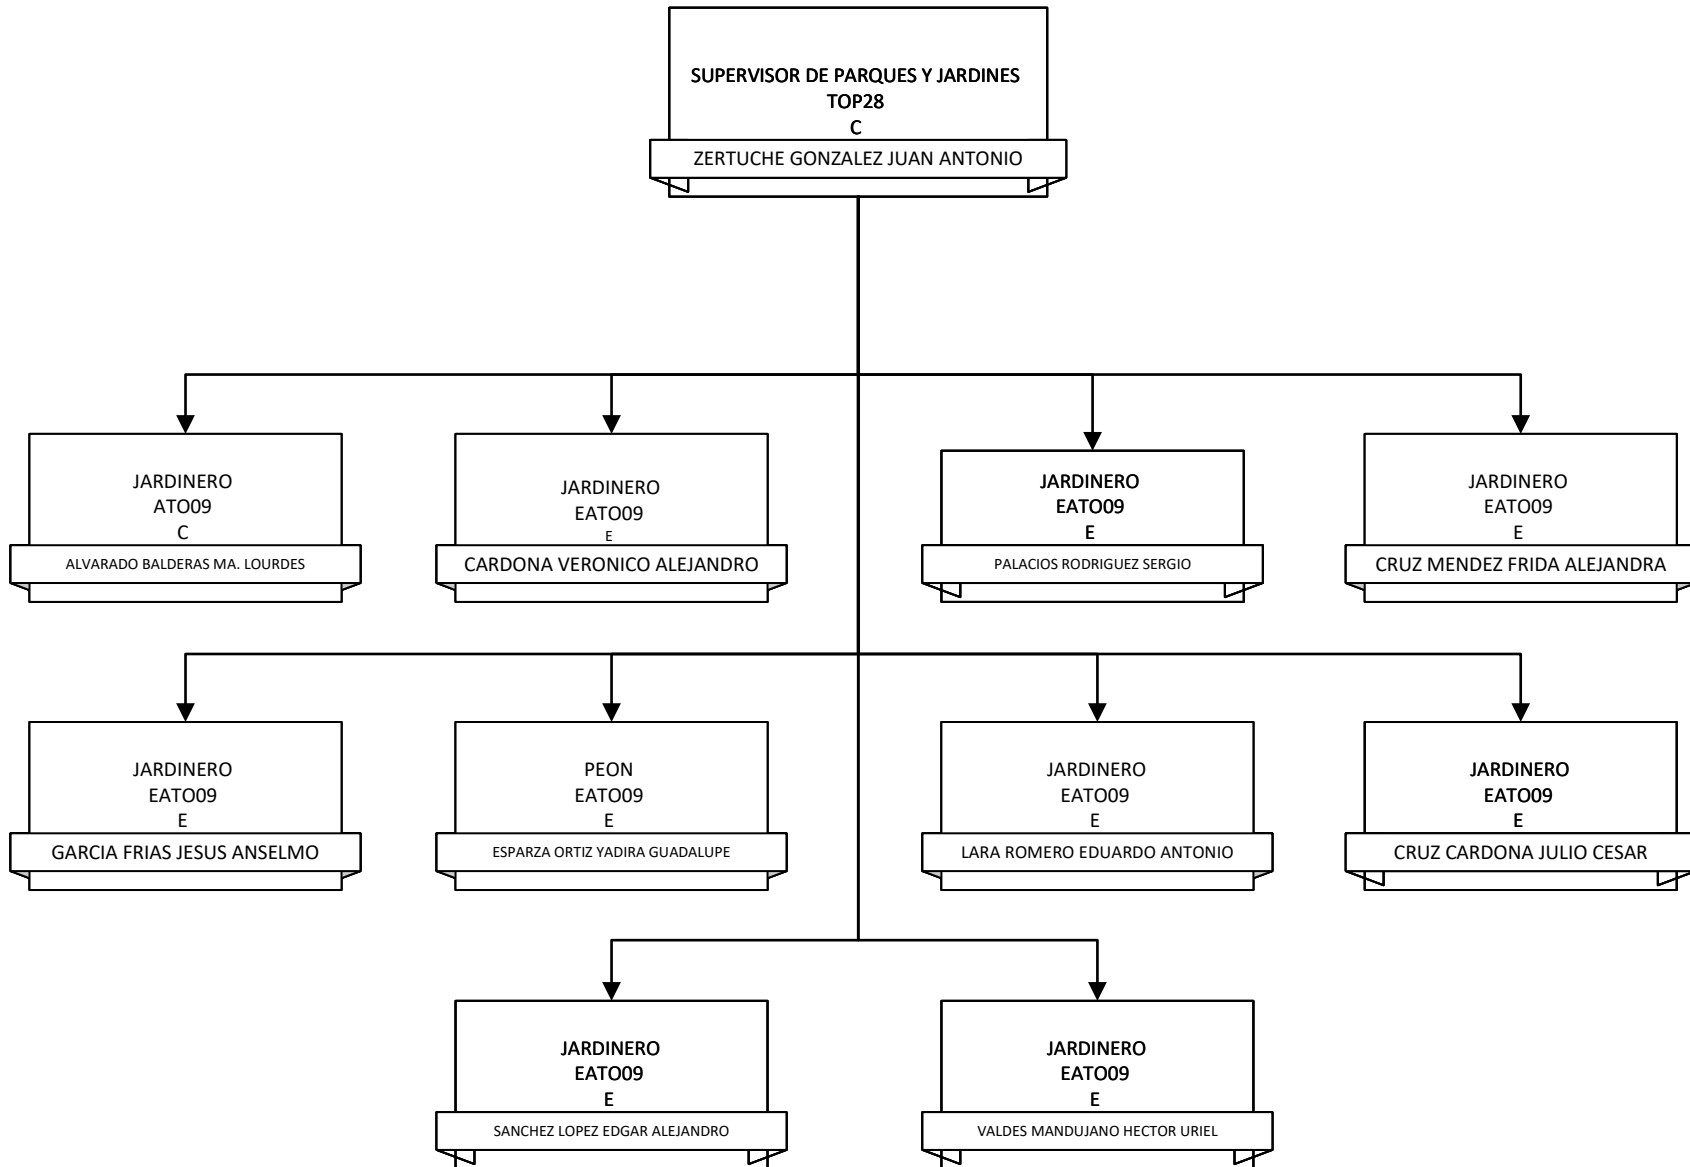 SUPERVISOR DE PARQUES Y JARDINES
TOP28
C
ZERTUCHE GONZALEZ JUAN ANTONIO
JARDINERO
ATO09
C
ALVARADO BALDERAS MA. LOURDES
JARDINERO
EATO09
E
CARDONA VERONICO ALEJANDRO
JARDINERO
EATO09
E
PALACIOS RODRIGUEZ SERGIO
JARDINERO
EATO09
E
CRUZ MENDEZ FRIDA ALEJANDRA
JARDINERO
EATO09
E
GARCIA FRIAS JESUS ANSELMO
PEON
EATO09
E
ESPARZA ORTIZ YADIRA GUADALUPE
JARDINERO
EATO09
E
LARA ROMERO EDUARDO ANTONIO
JARDINERO
EATO09
E
CRUZ CARDONA JULIO CESAR
JARDINERO
EATO09
E
SANCHEZ LOPEZ EDGAR ALEJANDRO
JARDINERO
EATO09
E
VALDES MANDUJANO HECTOR URIEL